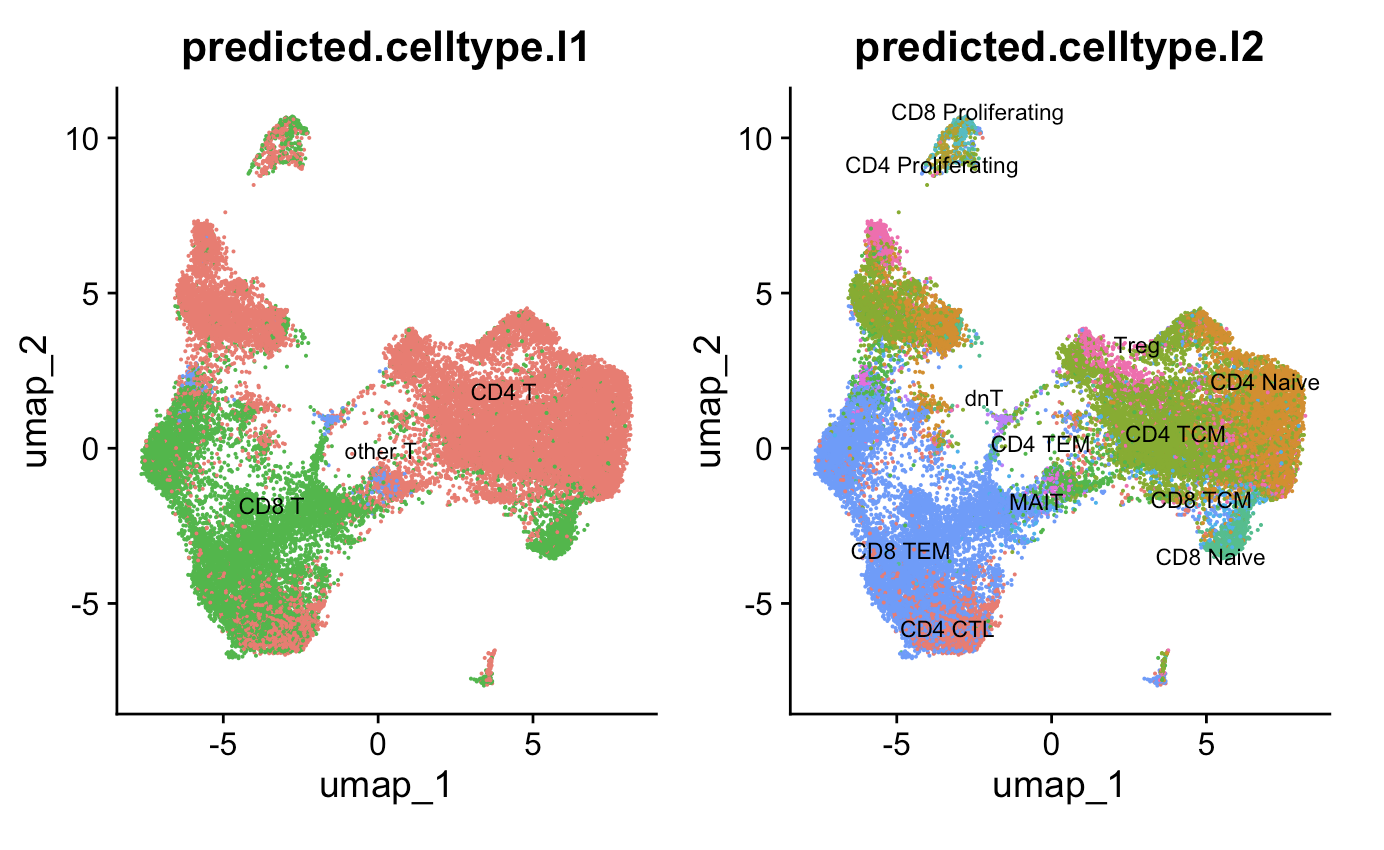 predicted.celltype.l1
predicted.celltype.l2
10
5
0
-5
umap_2
CD4 T
other T
CD8 T
-5
0
5
umap_1
10
5
0
-5
umap_2
CD8 Proliferating
CD4 Proliferating
Treg
CD4 Naive
dnT
CD4 TCM
CD4 TEM
MAIT
CD8 TCM
CD8 TEM
CD8 Naive
CD4 CTL
-5
0
5
umap_1